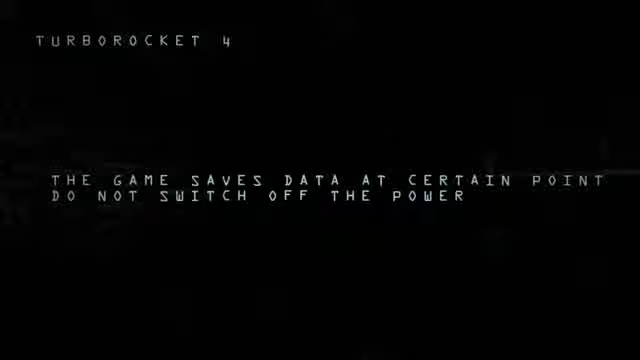 TURBOROCKET 4
THE GAME SAVES DATA AT CERTAIN POINT
DO NOT SWITCH OFF THE POWER